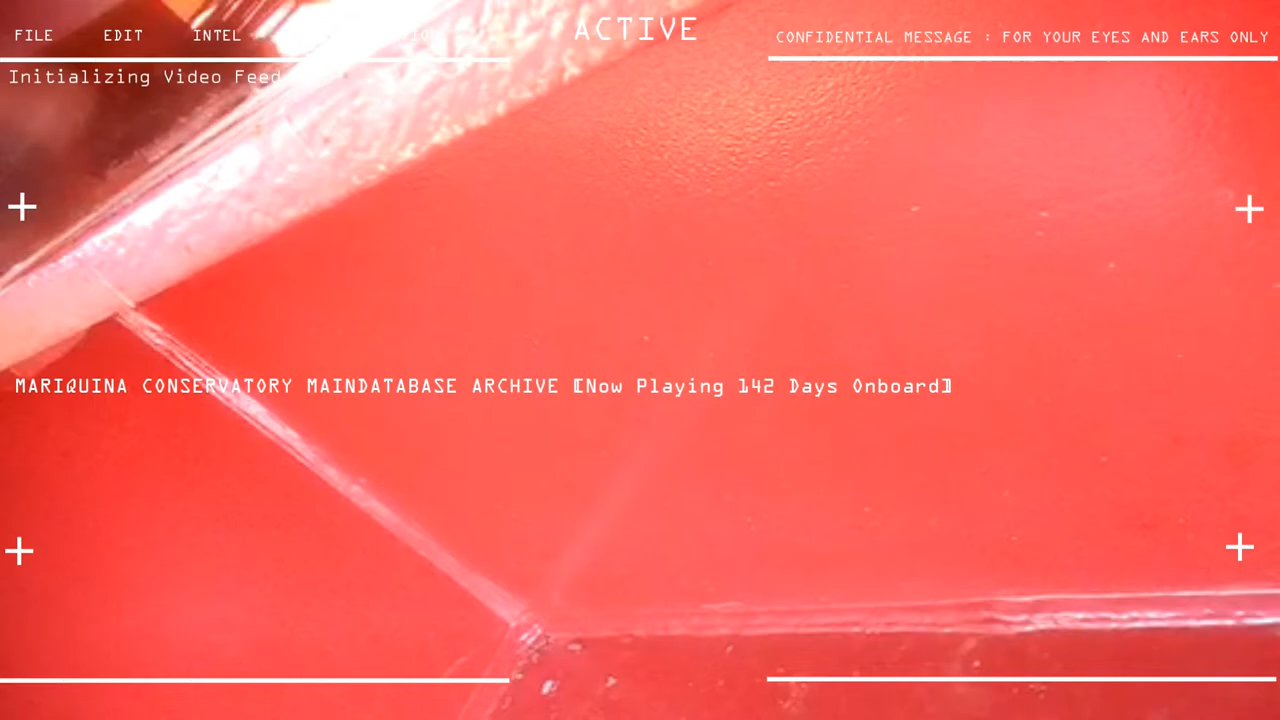 FILE EDIT INTEL
ACTIVE
CONFIDENTIAL MESSAGE : FOR YOUR EYES AND EARS ONLY
Initializing Video Feed
MARIQUINA CONSERVATORY MAINDATABASE ARCHIVE [Now Playing 142 Days Onboard]